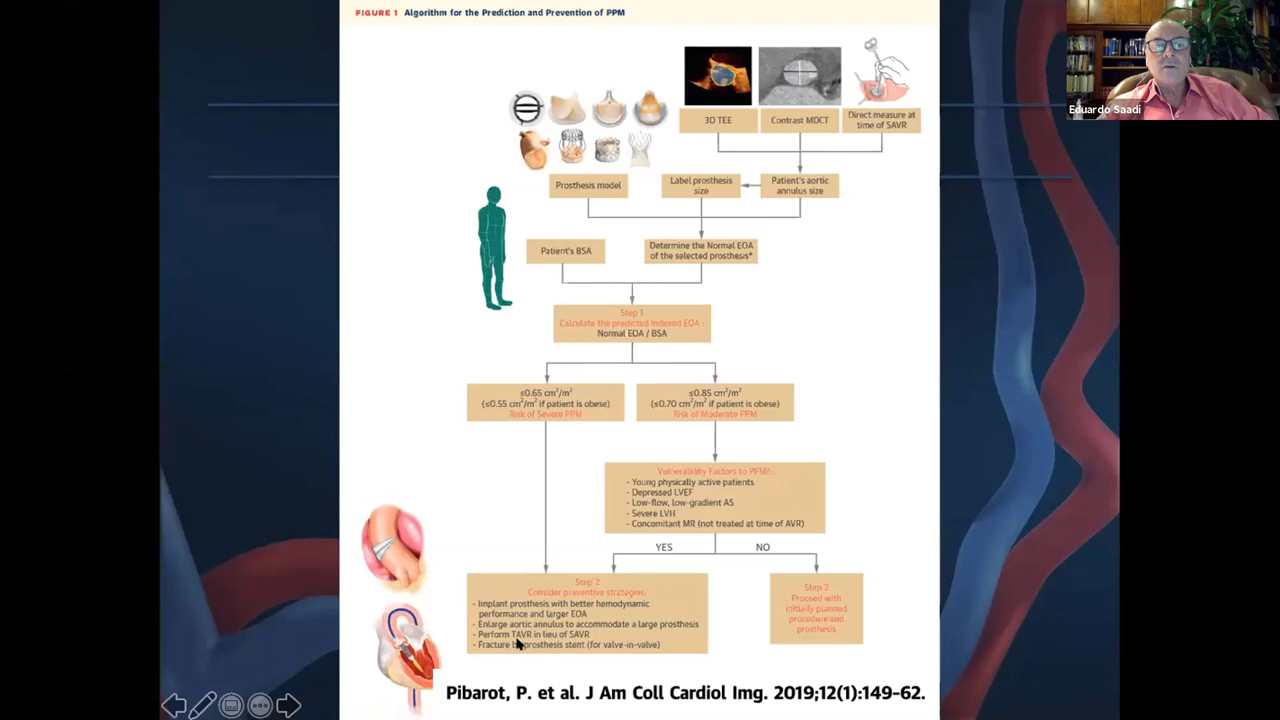 FIGURE 1 Algorithm for the Prediction and Prevention of PPM
Eduardo Saadi
3D TEE
Contrast MDCT
Direct measure at
time of SAVR
Prosthesis model
Label prosthesis
size
Patient's aortic
annulus size
Patient's BSA
Determine the Normal EOA
of the selected prosthesis*
Step 1
Calculate the predicted Indexed EOA :
Normal EOA / BSA
≤0.65 cm²/m²
(≤0.55 cm²/m² if patient is obese)
Risk of Severe PPM
≤0.85 cm²/m²
(≤0.70 cm²/m² if patient is obese)
Risk of Moderate PPM
Vulnerability Factors to PPM?:
- Young physically active patients
- Depressed LVEF
- Low-flow, low-gradient AS
- Severe LVH
- Concomitant MR (not treated at time of AVR)
YES
NO
Step 2
Consider preventive strategies:
- Implant prosthesis with better hemodynamic
performance and larger EOA
- Enlarge aortic annulus to accommodate a large prosthesis
- Perform TAVR in lieu of SAVR
- Fracture bioprosthesis stent (for valve-in-valve)
Step 2
Proceed with
initially planned
procedure and
prosthesis
Pibarot, P. et al. J Am Coll Cardiol Img. 2019;12(1):149-62.